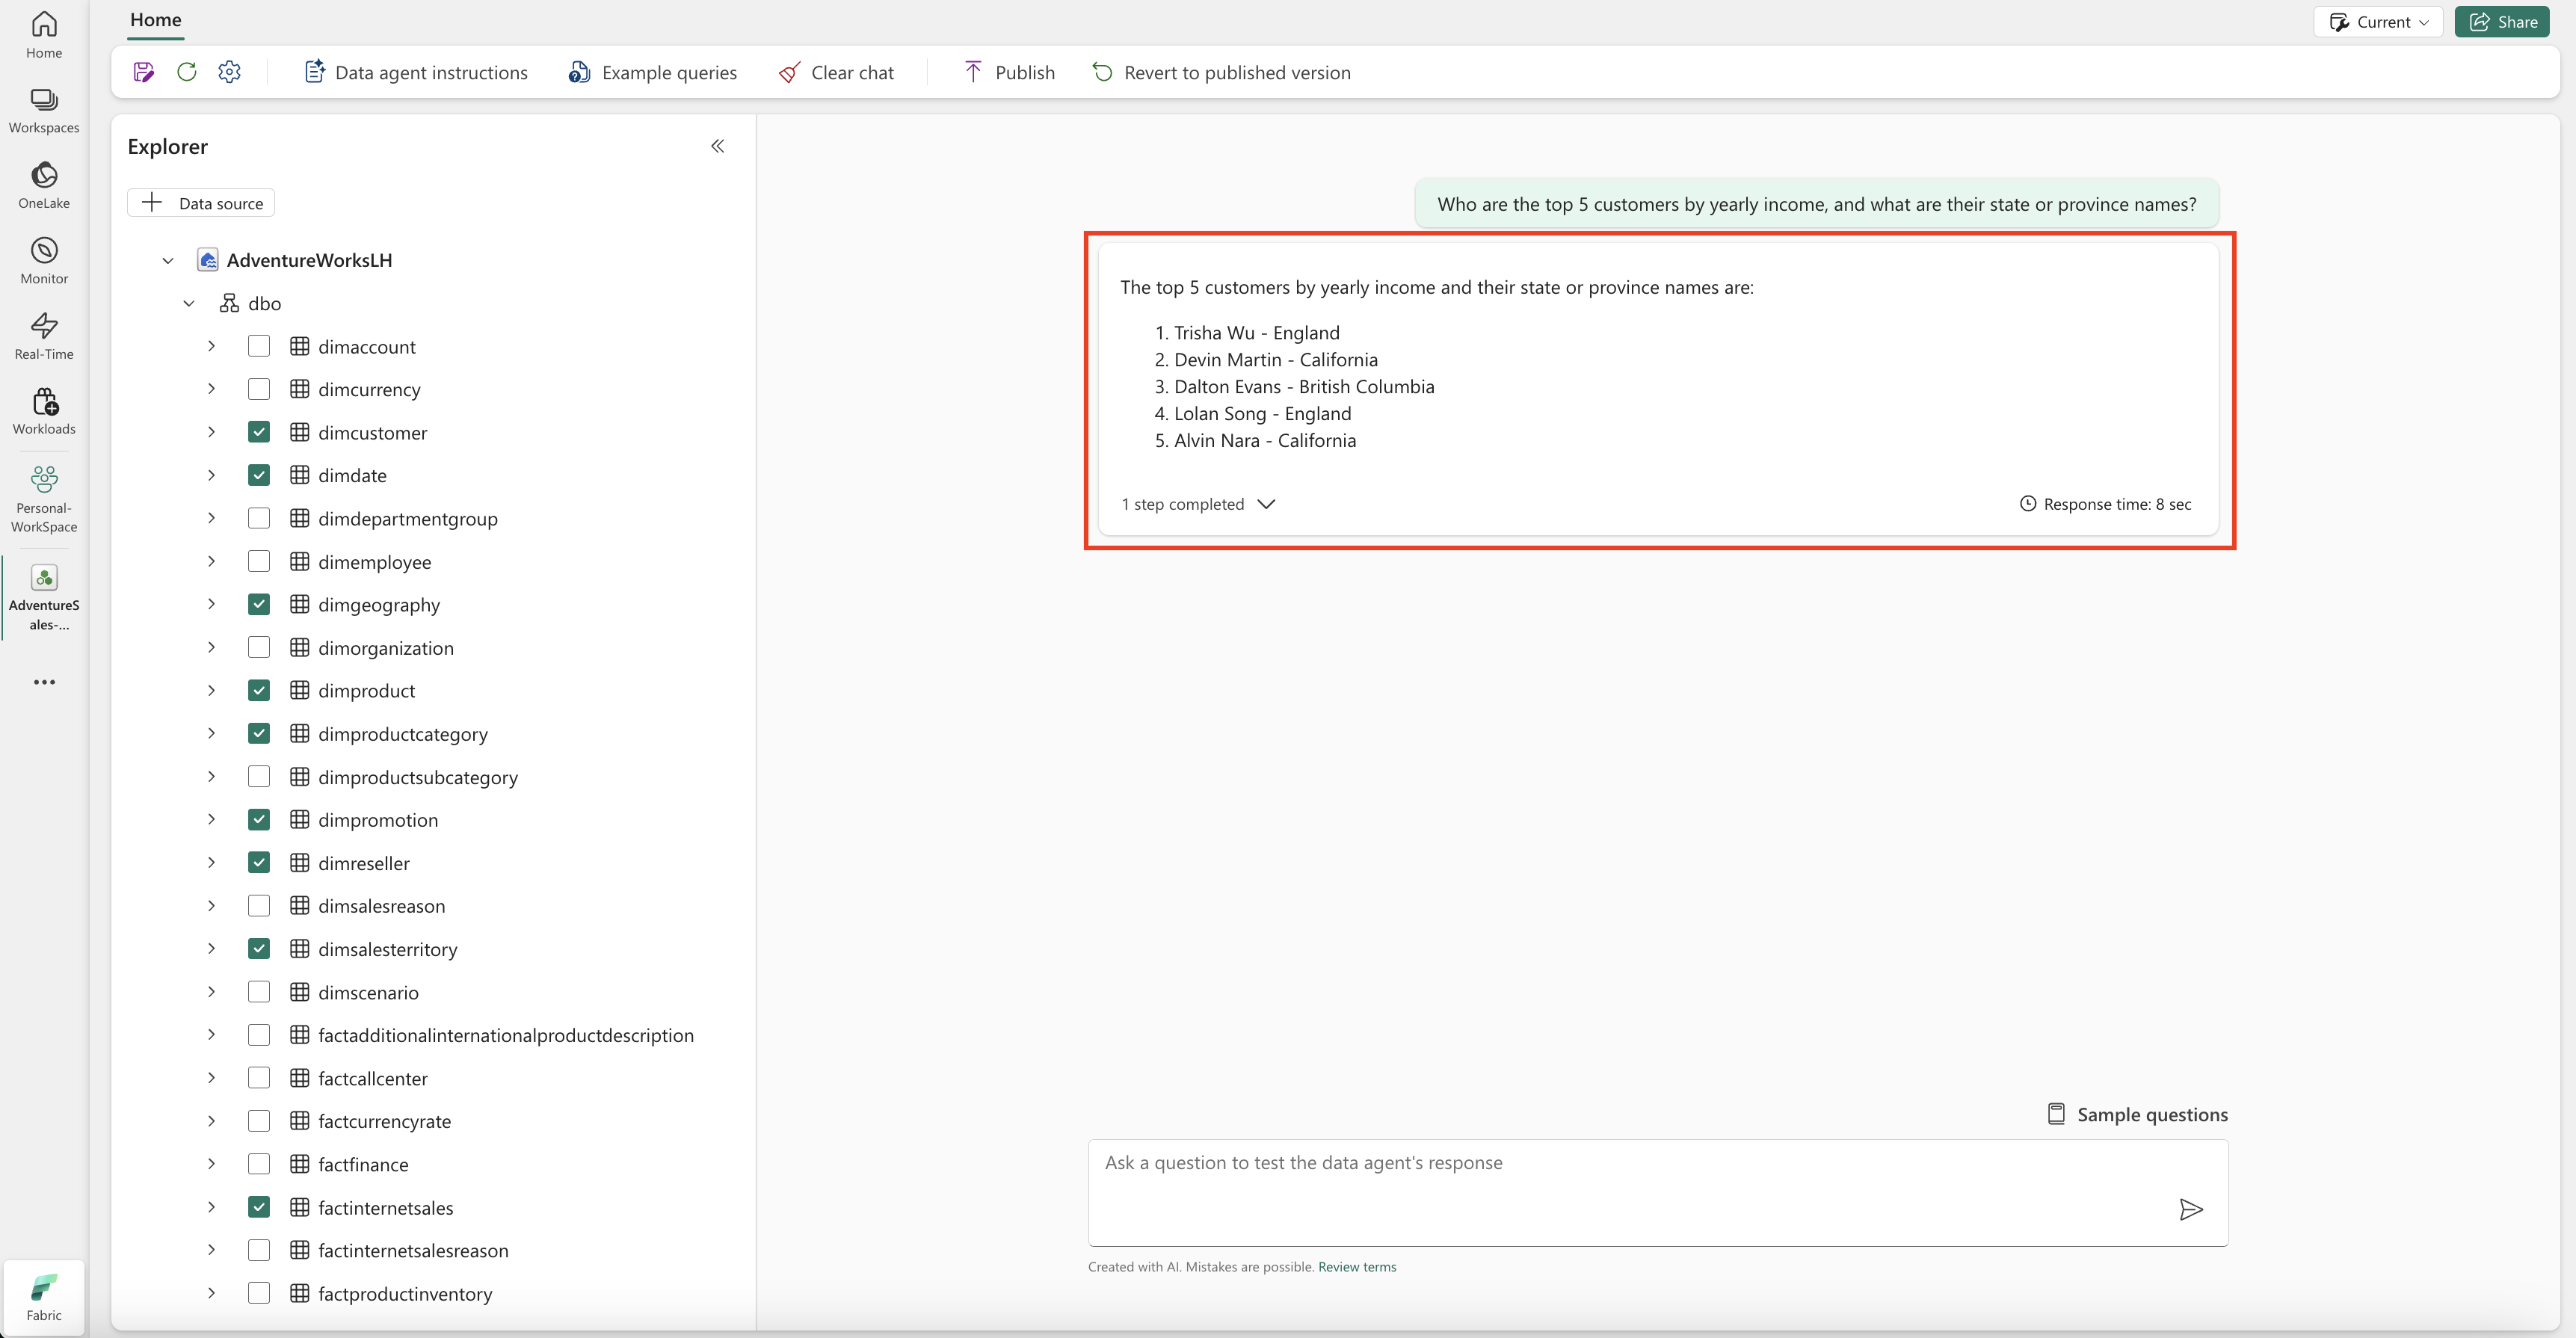 Home
Current
Share
Home
Workspaces
OneLake
Monitor
Real-Time
Workloads
Personal-
WorkSpace
AdventureS
ales-...
Fabric
Data agent instructions
Example queries
Clear chat
Publish
Revert to published version
Explorer
Data source
AdventureWorksLH
dbo
dimaccount
dimcurrency
dimcustomer
dimdate
dimdepartmentgroup
dimemployee
dimgeography
dimorganization
dimproduct
dimproductcategory
dimproductsubcategory
dimpromotion
dimreseller
dimsalesreason
dimsalesterritory
dimscenario
factadditionalinternationalproductdescription
factcallcenter
factcurrencyrate
factfinance
factinternetsales
factinternetsalesreason
factproductinventory
Who are the top 5 customers by yearly income, and what are their state or province names?
The top 5 customers by yearly income and their state or province names are:
1. Trisha Wu - England
2. Devin Martin - California
3. Dalton Evans - British Columbia
4. Lolan Song - England
5. Alvin Nara - California
1 step completed
Response time: 8 sec
Sample questions
Ask a question to test the data agent's response
Created with AI. Mistakes are possible. Review terms